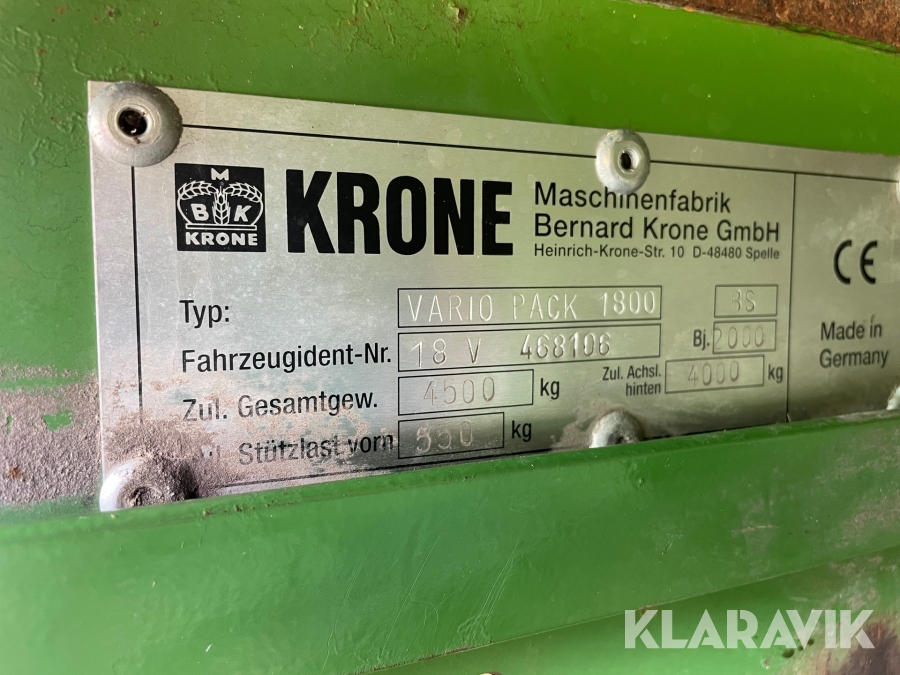 M
B K
KRONE
KRONE
Maschinenfabrik
Bernard Krone GmbH
Heinrich-Krone-Str. 10 D-48480 Spelle
CE
Made in
Germany
Typ: VARIO PACK 1800
Fahrzeugident-Nr. 18 V 468106 Bj. 2000
Zul. Gesamtgew. 4500 kg Zul. Achsl. hinten 4000 kg
Stützlast vorn 550 kg
KLARAVIK